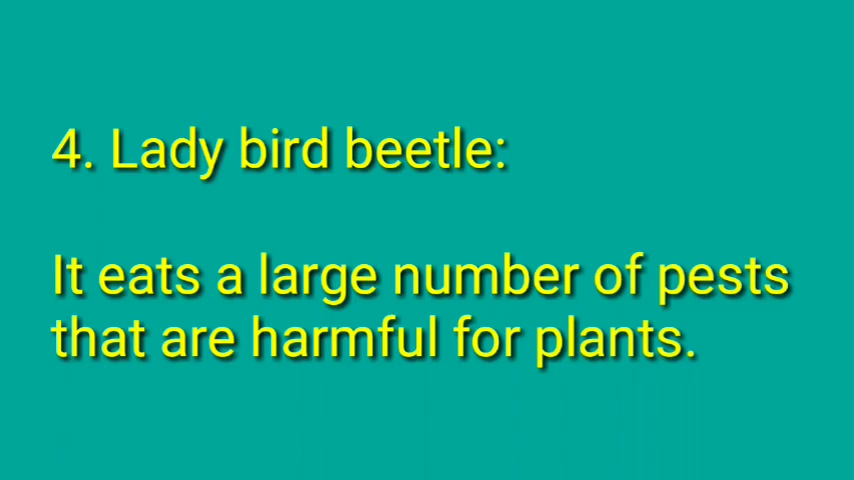 4. Lady bird beetle:
It eats a large number of pests
that are harmful for plants.